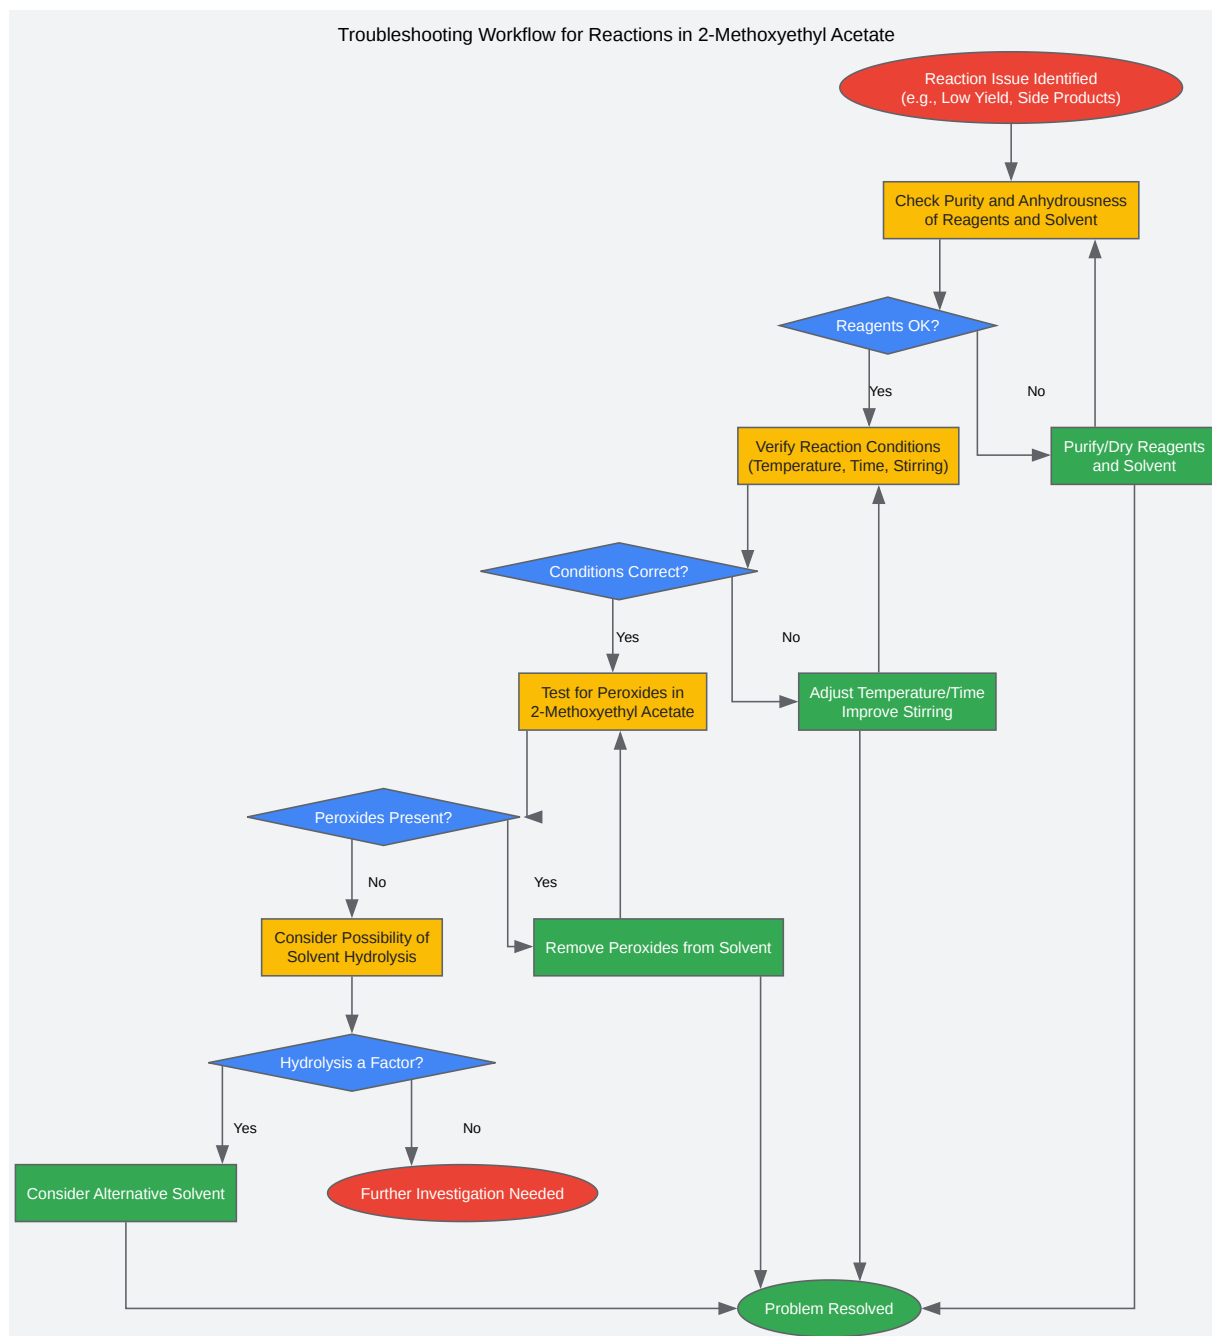 Troubleshooting Workflow for Reactions in 2-Methoxyethyl Acetate
Reaction Issue Identified
(e.g., Low Yield, Side Products)
Check Purity and Anhydrousness
of Reagents and Solvent
Reagents OK?
Yes
No
Verify Reaction Conditions
(Temperature, Time, Stirring)
Purify/Dry Reagents
and Solvent
Conditions Correct?
Yes
No
Test for Peroxides in
2-Methoxyethyl Acetate
Adjust Temperature/Time
Improve Stirring
Peroxides Present?
No
Yes
Consider Possibility of
Solvent Hydrolysis
Remove Peroxides from Solvent
Hydrolysis a Factor?
Yes
No
Consider Alternative Solvent
Further Investigation Needed
Problem Resolved